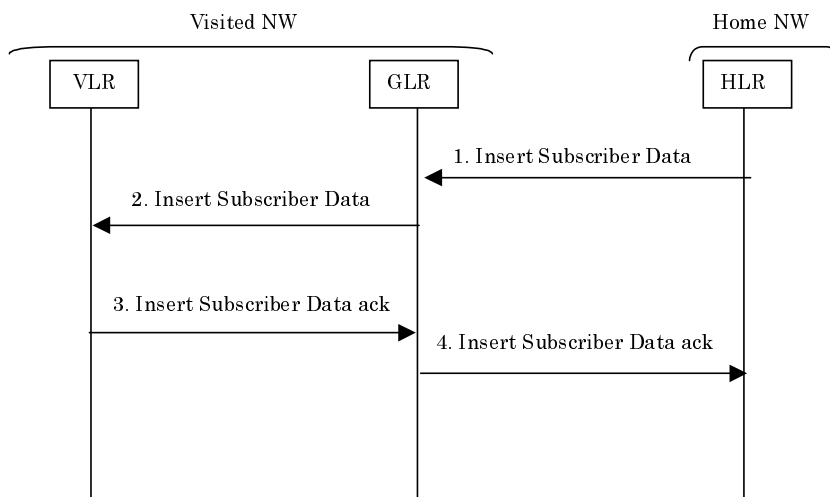 Visited NW
Home NW
VLR
GLR
HLR
1. Insert Subscriber Data
2. Insert Subscriber Data
3. Insert Subscriber Data ack
4. Insert Subscriber Data ack